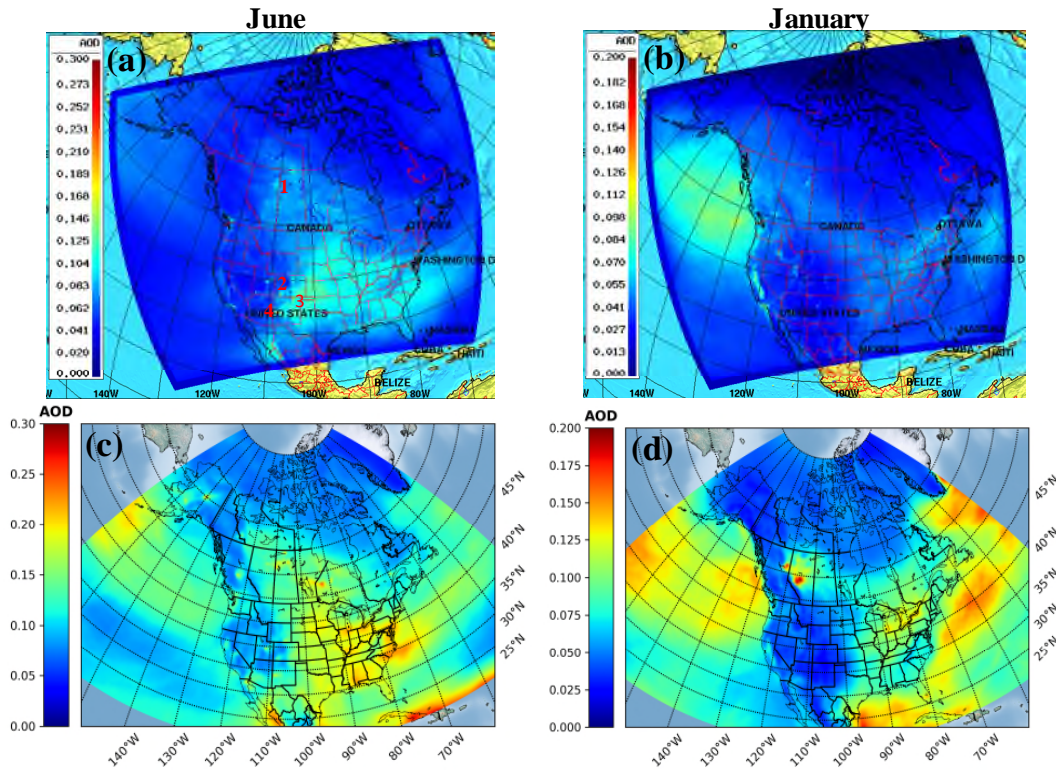 June
January
AOD
(a)
0.300
0.273
0.252
0.231
0.210
0.189
0.168
0.146
0.125
0.104
0.083
0.062
0.041
0.020
0.000
1
CANADA
OTTAWA
WASHINGTON D
2
3
4
UNITED STATES
MEXICO
NASSAU
CUBA
HAITI
BELIZE
140W
120W
100W
80W
AOD
(b)
0.200
0.182
0.168
0.154
0.140
0.126
0.112
0.098
0.084
0.069
0.055
0.041
0.027
0.013
0.000
CANADA
OTTAWA
WASHINGTON D
UNITED STATES
MEXICO
NASSAU
CUBA
HAITI
BELIZE
140W
120W
100W
80W
AOD
(c)
0.30
0.25
0.20
0.15
0.10
0.05
0.00
45°N
40°N
35°N
30°N
25°N
140°W
120°W
110°W
100°W
90°W
80°W
70°W
AOD
(d)
0.200
0.175
0.150
0.125
0.100
0.075
0.050
0.025
0.000
45°N
40°N
35°N
30°N
25°N
140°W
120°W
110°W
100°W
90°W
80°W
70°W